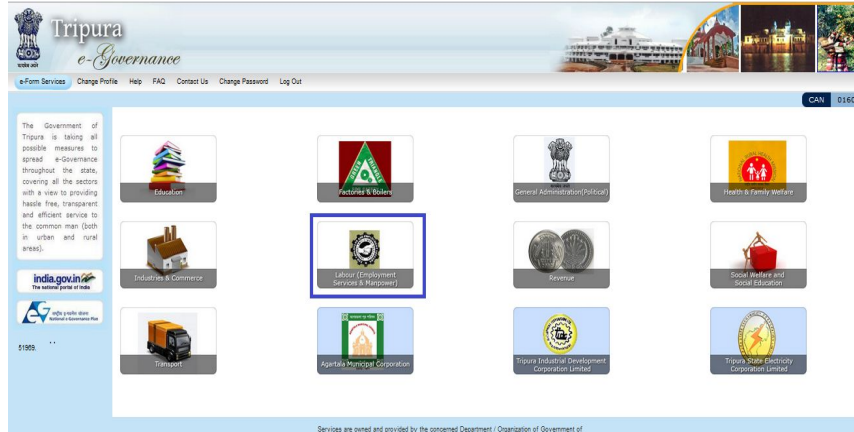 Tripura
e-Governance
e-Form Services Change Profile Help FAQ Contact Us Change Password Log Out
CAN 0160
The Government of
Tripura is taking all
possible measures to
spread e-Governance
throughout the state,
covering all the sectors
with a view to providing
hassle free, transparent
and efficient service to
the common man (both
in urban and rural
areas).
Education
Factories & Boilers
General Administration(Political)
Health & Family Welfare
Industries & Commerce
Labour (Employment
Services & Manpower)
Revenue
Social Welfare and
Social Education
india.gov.in
The national portal of India
National e-Governance Plan
51969.
Transport
Agartala Municipal Corporation
Tripura Industrial Development
Corporation Limited
Tripura State Electricity
Corporation Limited
Services are owned and provided by the concerned Department / Organization of Government of